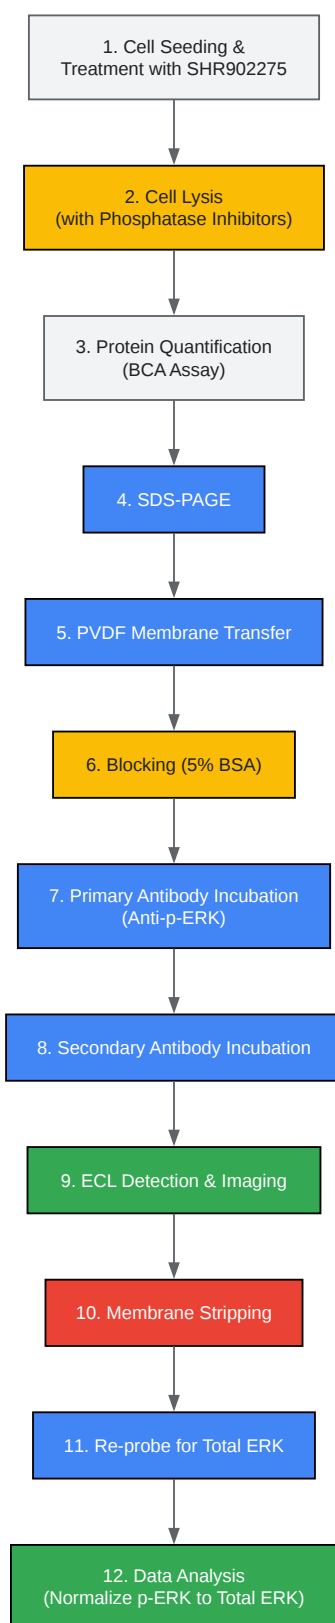 1. Cell Seeding &
Treatment with SHR902275
2. Cell Lysis
(with Phosphatase Inhibitors)
3. Protein Quantification
(BCA Assay)
4. SDS-PAGE
5. PVDF Membrane Transfer
6. Blocking (5% BSA)
7. Primary Antibody Incubation
(Anti-p-ERK)
8. Secondary Antibody Incubation
9. ECL Detection & Imaging
10. Membrane Stripping
11. Re-probe for Total ERK
12. Data Analysis
(Normalize p-ERK to Total ERK)